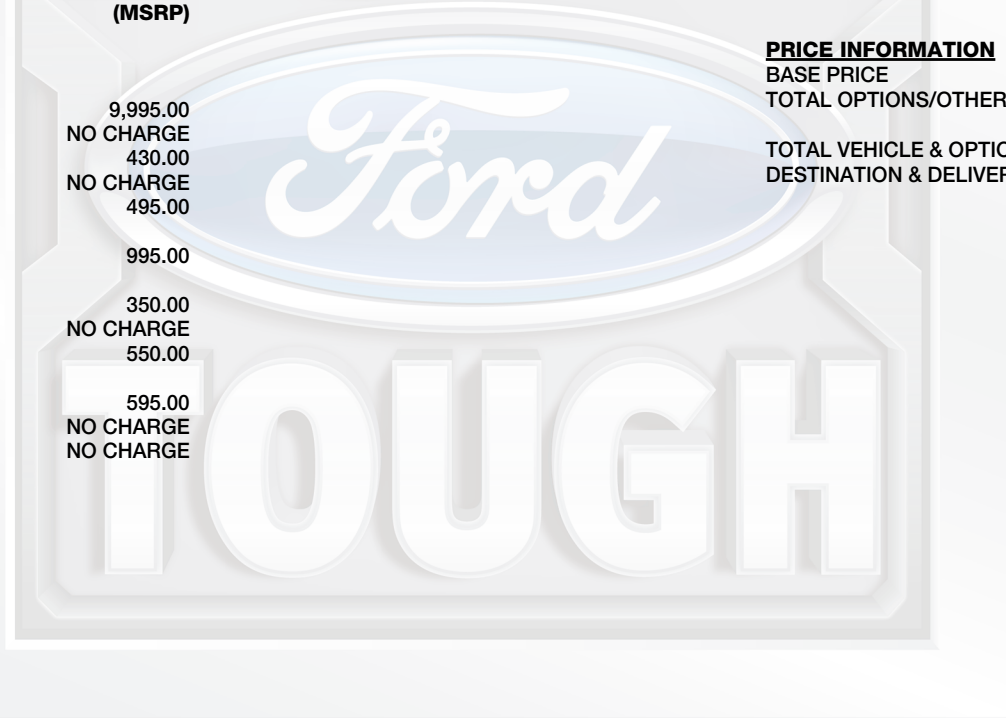 (MSRP)
9,995.00
NO CHARGE
430.00
NO CHARGE
495.00
995.00
350.00
NO CHARGE
550.00
595.00
NO CHARGE
NO CHARGE
PRICE INFORMATION
BASE PRICE
TOTAL OPTIONS/OTHER
TOTAL VEHICLE & OPTIO
DESTINATION & DELIVER
Ford
TOUGH